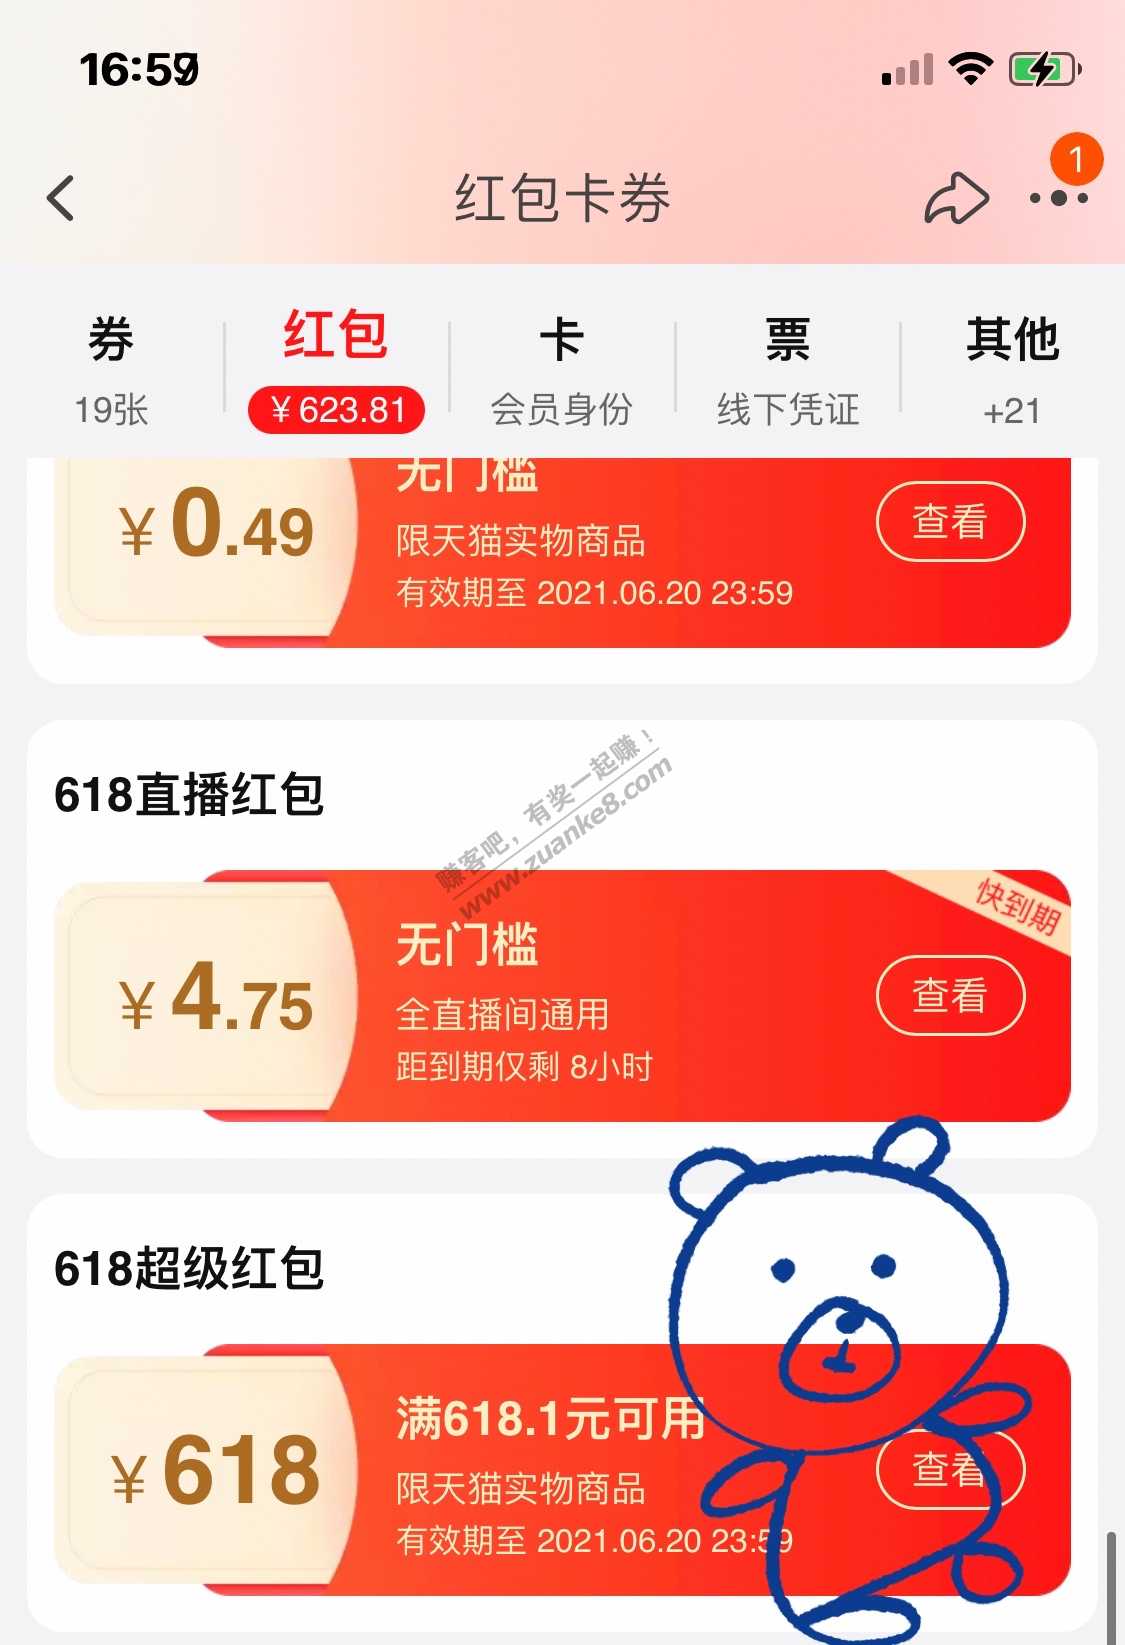 16:59
红包卡券
1
券
红包
卡
票
其他
19张
¥623.81
会员身份
线下凭证
+21
¥0.49
无门槛
限天猫实物商品
有效期至 2021.06.20 23:59
查看
618直播红包
赚客吧，有奖一起赚！
www.zuanke8.com
快到期
¥4.75
无门槛
全直播间通用
距到期仅剩 8小时
查看
618超级红包
¥618
满618.1元可用
限天猫实物商品
有效期至 2021.06.20 23:59
查看